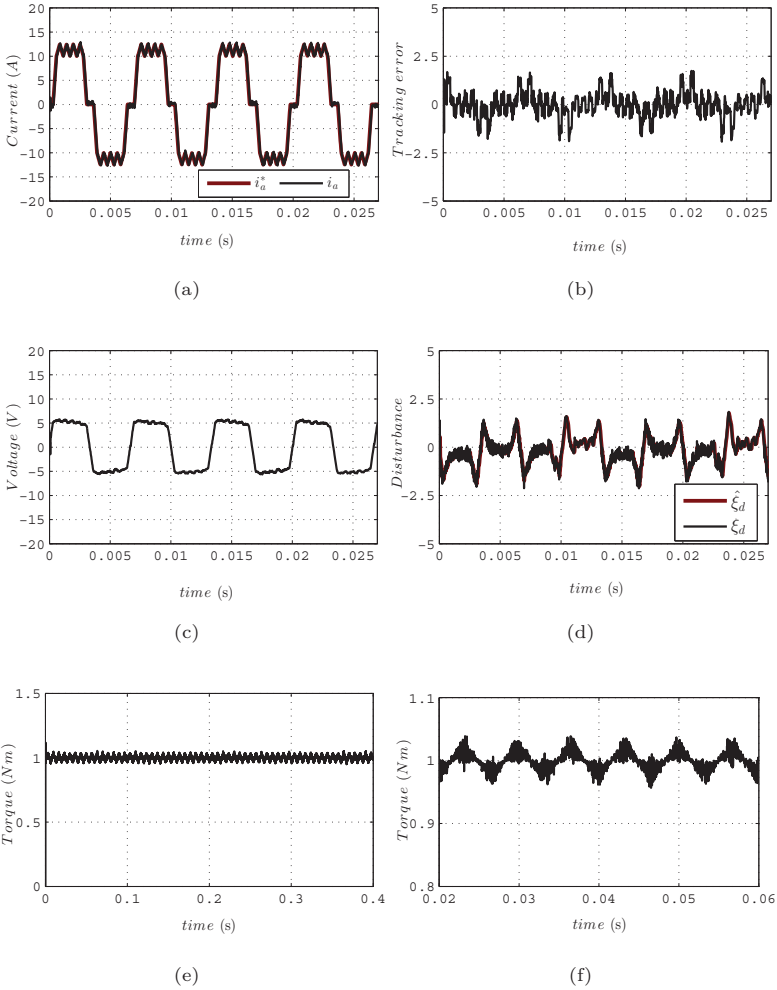 20
15
10
5
0
-5
-10
-15
-20
Current (A)
0 0.005 0.01 0.015 0.02 0.025
i*a ia
time (s)
(a)
5
2.5
0
-2.5
-5
Tracking error
0 0.005 0.01 0.015 0.02 0.025
time (s)
(b)
20
15
10
5
0
-5
-10
-15
-20
Voltage (V)
0 0.005 0.01 0.015 0.02 0.025
time (s)
(c)
5
2.5
0
-2.5
-5
Disturbance
ξ̂d
ξd
0 0.005 0.01 0.015 0.02 0.025
time (s)
(d)
1.5
1
0.5
0
Torque (Nm)
0 0.1 0.2 0.3 0.4
time (s)
(e)
1.1
1
0.9
0.8
Torque (Nm)
0.02 0.03 0.04 0.05 0.06
time (s)
(f)